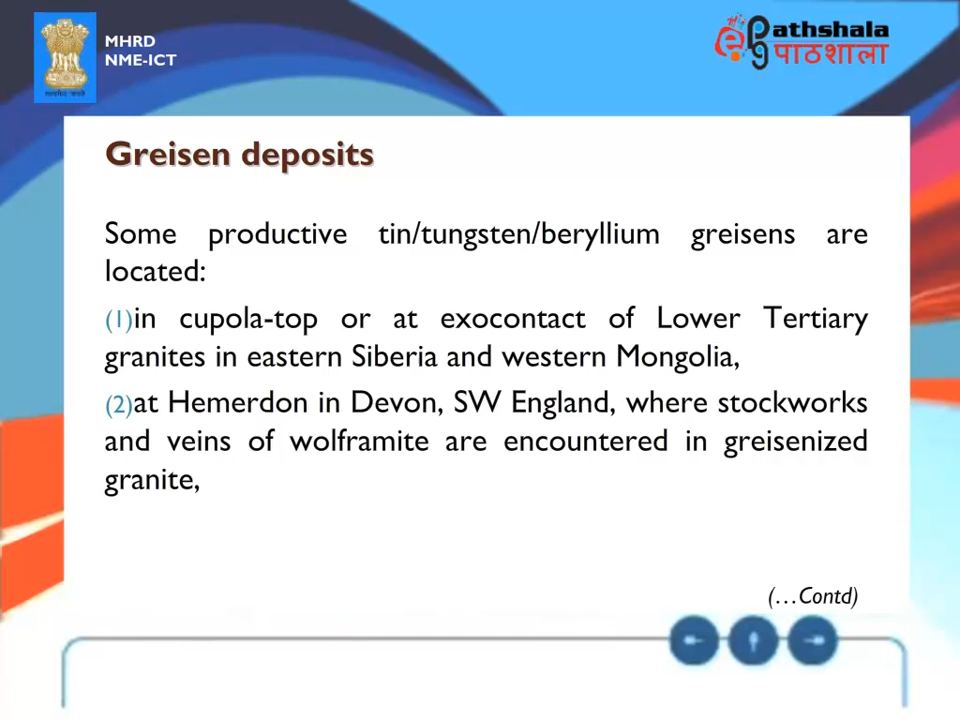 MHRD
NME-ICT
ePG Pathshala
पाठशाला
Greisen deposits
Some productive tin/tungsten/beryllium greisens are
located:
(1)in cupola-top or at exocontact of Lower Tertiary
granites in eastern Siberia and western Mongolia,
(2)at Hemerdon in Devon, SW England, where stockworks
and veins of wolframite are encountered in greisenized
granite,
(…Contd)